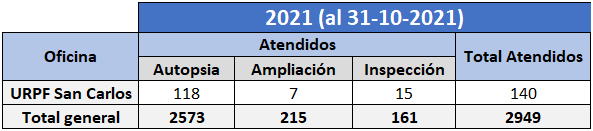 2021 (al 31-10-2021)
Oficina Atendidos Total Atendidos
Autopsia Ampliación Inspección
URPF San Carlos 118 7 15 140
Total general 2573 215 161 2949